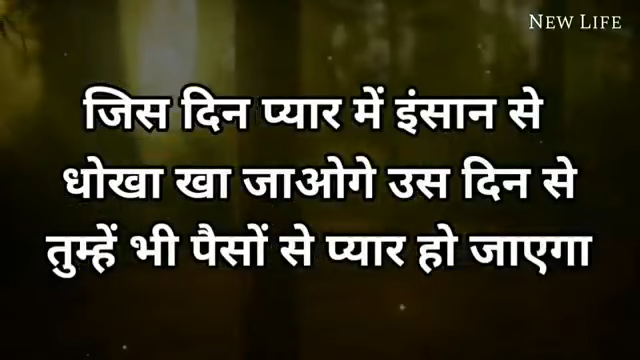 New Life
जिस दिन प्यार में इंसान से
धोखा खा जाओगे उस दिन से
तुम्हें भी पैसों से प्यार हो जाएगा